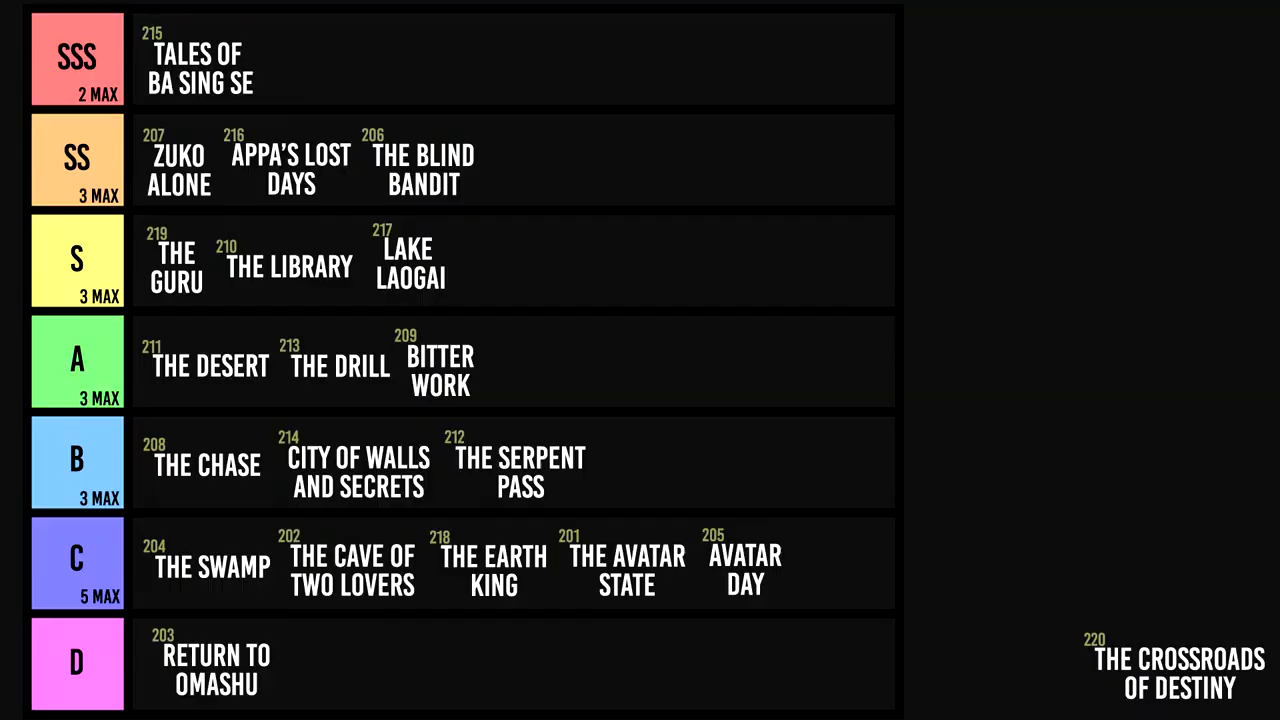 SSS
2 MAX
215
TALES OF
BA SING SE
SS
3 MAX
207
ZUKO
ALONE
216
APPA'S LOST
DAYS
206
THE BLIND
BANDIT
S
3 MAX
219
THE
GURU
210
THE LIBRARY
217
LAKE
LAOGAI
A
3 MAX
211
THE DESERT
213
THE DRILL
209
BITTER
WORK
B
3 MAX
208
THE CHASE
214
CITY OF WALLS
AND SECRETS
212
THE SERPENT
PASS
C
5 MAX
204
THE SWAMP
202
THE CAVE OF
TWO LOVERS
218
THE EARTH
KING
201
THE AVATAR
STATE
205
AVATAR
DAY
D
203
RETURN TO
OMASHU
220
THE CROSSROADS
OF DESTINY